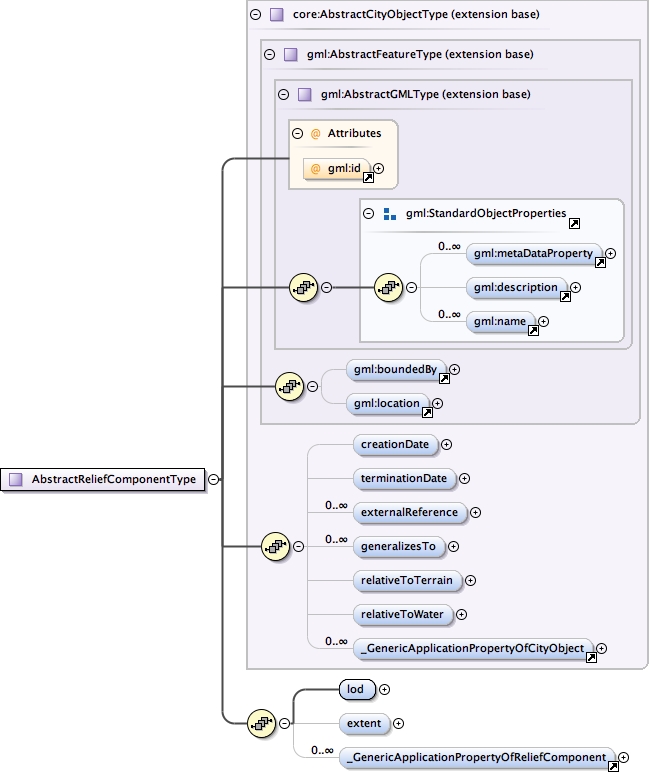 core:AbstractCityObjectType (extension base)
gml:AbstractFeatureType (extension base)
gml:AbstractGMLType (extension base)
@ Attributes
@ gml:id
gml:StandardObjectProperties
0..∞
gml:metaDataProperty
gml:description
0..∞
gml:name
gml:boundedBy
gml:location
AbstractReliefComponentType
creationDate
terminationDate
0..∞
externalReference
0..∞
generalizesTo
relativeToTerrain
relativeToWater
0..∞
_GenericApplicationPropertyOfCityObject
lod
extent
0..∞
_GenericApplicationPropertyOfReliefComponent